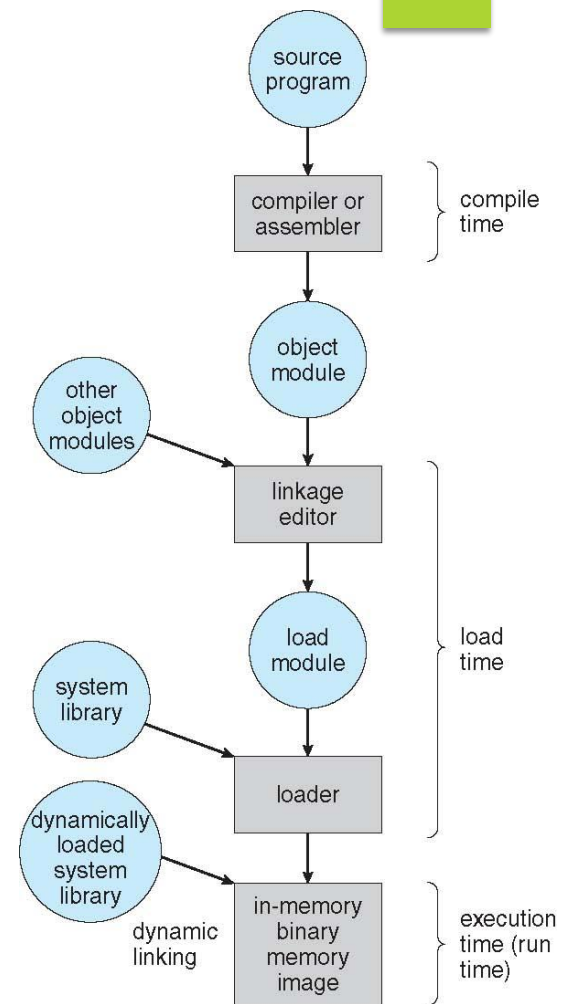 source
program
compiler or
assembler
compile
time
object
module
other
object
modules
linkage
editor
load
module
load
time
system
library
loader
dynamically
loaded
system
library
dynamic
linking
in-memory
binary
memory
image
execution
time (run
time)